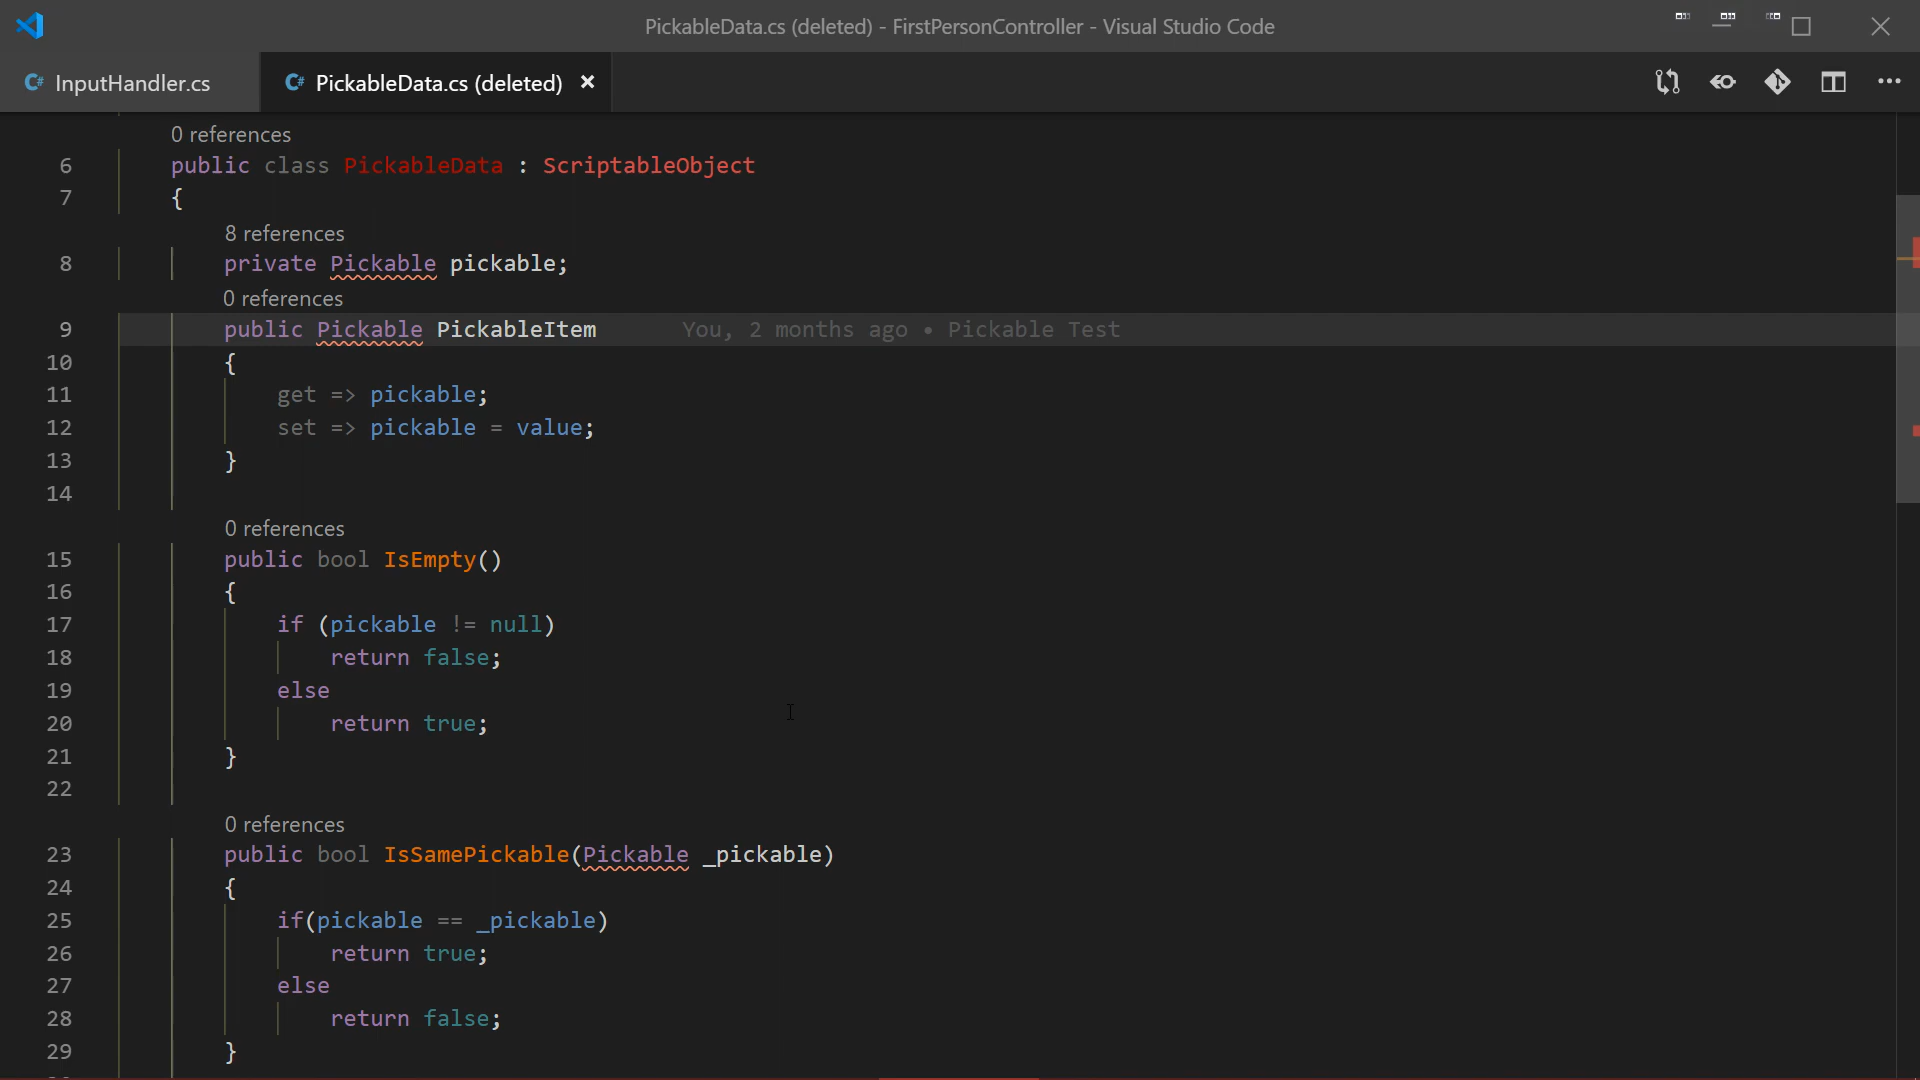 PickableData.cs (deleted) - FirstPersonController - Visual Studio Code
InputHandler.cs
PickableData.cs (deleted)
0 references
6 public class PickableData : ScriptableObject
7 {
8 references
8 private Pickable pickable;
0 references
9 public Pickable PickableItem You, 2 months ago • Pickable Test
10 {
11 get => pickable;
12 set => pickable = value;
13 }
14
0 references
15 public bool IsEmpty()
16 {
17 if (pickable != null)
18 return false;
19 else
20 return true;
21 }
22
0 references
23 public bool IsSamePickable(Pickable _pickable)
24 {
25 if(pickable == _pickable)
26 return true;
27 else
28 return false;
29 }